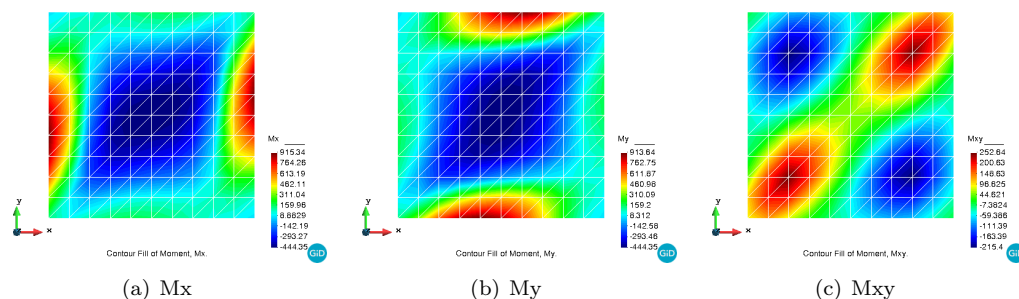 Mx
915.34
764.26
613.19
462.11
311.04
159.96
8.8829
-142.19
-293.27
-444.35
y
x
GiD
Contour Fill of Moment, Mx.
(a) Mx
My
913.64
762.75
611.87
460.98
310.09
159.2
8.312
-142.58
-293.46
-444.35
y
x
GiD
Contour Fill of Moment, My.
(b) My
Mxy
252.64
200.63
148.63
96.625
44.621
-7.3824
-59.386
-111.39
-163.39
-215.4
y
x
GiD
Contour Fill of Moment, Mxy.
(c) Mxy